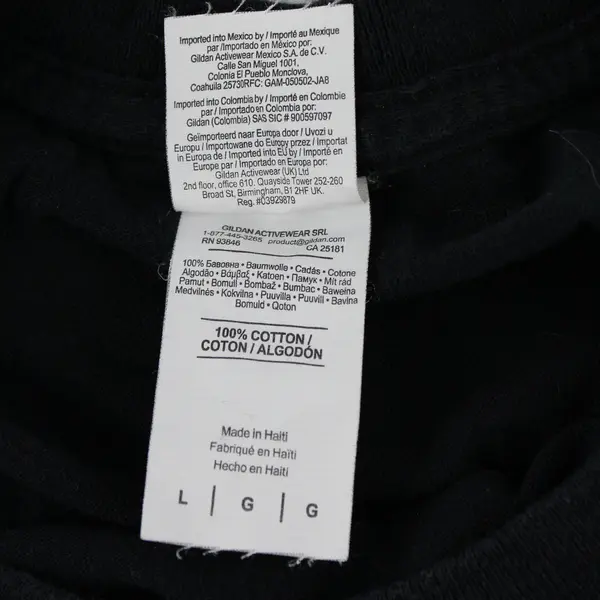 Imported into Mexico by / Importé au Mexique
par /Importado en México por:
Gildan Activewear Mexico S.A. de C.V.
Calle San Miguel 1001,
Colonia El Pueblo Monclova,
Coahuila 25730RFC: GAM-050502-JA8
Imported into Colombia by / Importé en Colombie
par / Importado en Colombia por:
Gildan (Colombia) SAS SIC # 900597097
Geïmporteerd naar Europa door / Uvozi u
Europu / Importowane do Europy przez / Importat
in Europa de / Imported into EU by / Importé en
Europe par / Importado en Europa por:
Gildan Activewear (UK) Ltd
2nd floor, office 610. Quayside Tower 252-260
Broad St, Birmingham, B1 2HF UK.
Reg. #03929879
GILDAN ACTIVEWEAR SRL
1-877-445-3265 product@gildan.com
RN 93846 CA 25181
100% Бавовна • Baumwolle • Cadás • Cotone
Algodão • Βάμβαξ • Katoen • Памук • Mit rád
Pamut • Bomull • Bombaž • Bumbac • Bawełna
Medvilnės • Kokvilna • Puuvilla • Puuvill • Bavlna
Bomuld • Qoton
100% COTTON /
COTON / ALGODÓN
Made in Haiti
Fabriqué en Haïti
Hecho en Haití
L | G | G